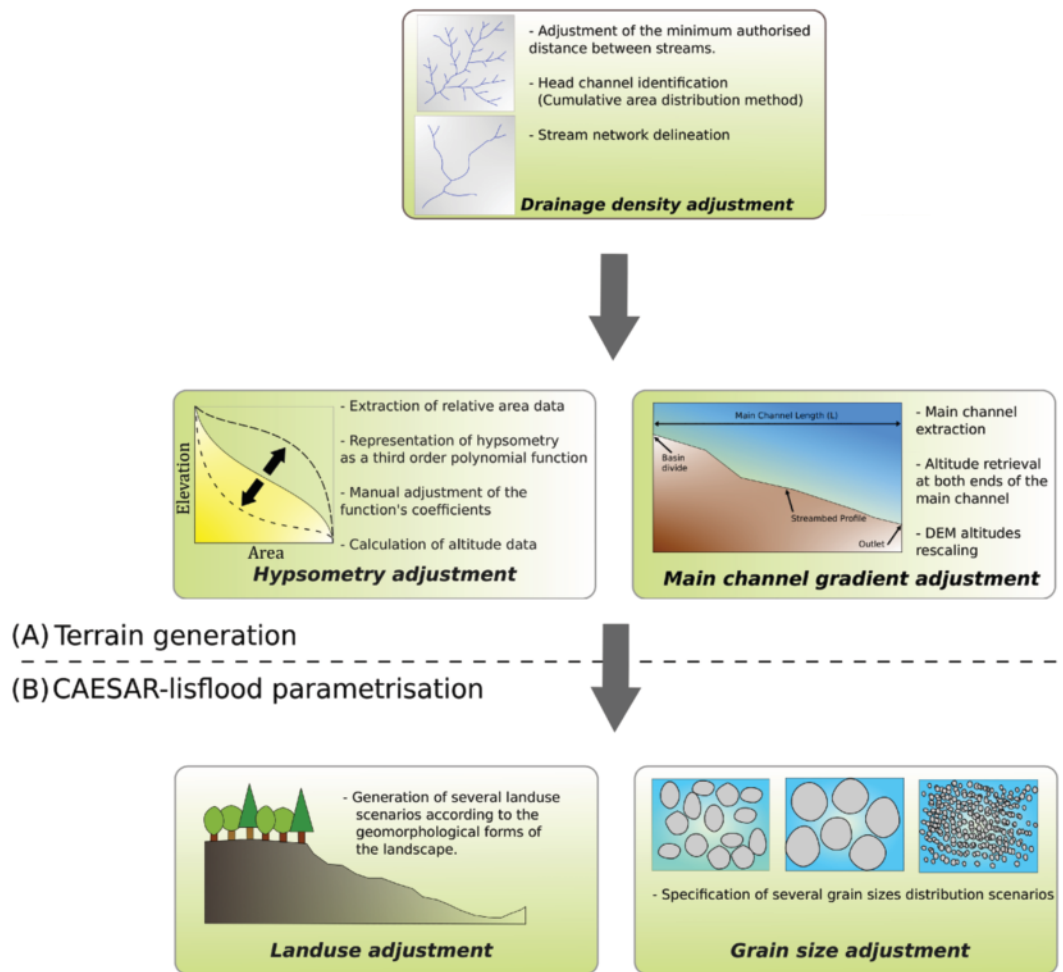 - Adjustment of the minimum authorised
distance between streams.
- Head channel identification
(Cumulative area distribution method)
- Stream network delineation
Drainage density adjustment
Elevation
Area
- Extraction of relative area data
- Representation of hypsometry
as a third order polynomial function
- Manual adjustment of the
function's coefficients
- Calculation of altitude data
Hypsometry adjustment
Main Channel Length (L)
Basin
divide
Streambed Profile
Outlet
- Main channel
extraction
- Altitude retrieval
at both ends of the
main channel
- DEM altitudes
rescaling
Main channel gradient adjustment
(A) Terrain generation
(B) CAESAR-lisflood parametrisation
- Generation of several landuse
scenarios according to the
geomorphological forms of
the landscape.
Landuse adjustment
- Specification of several grain sizes distribution scenarios
Grain size adjustment